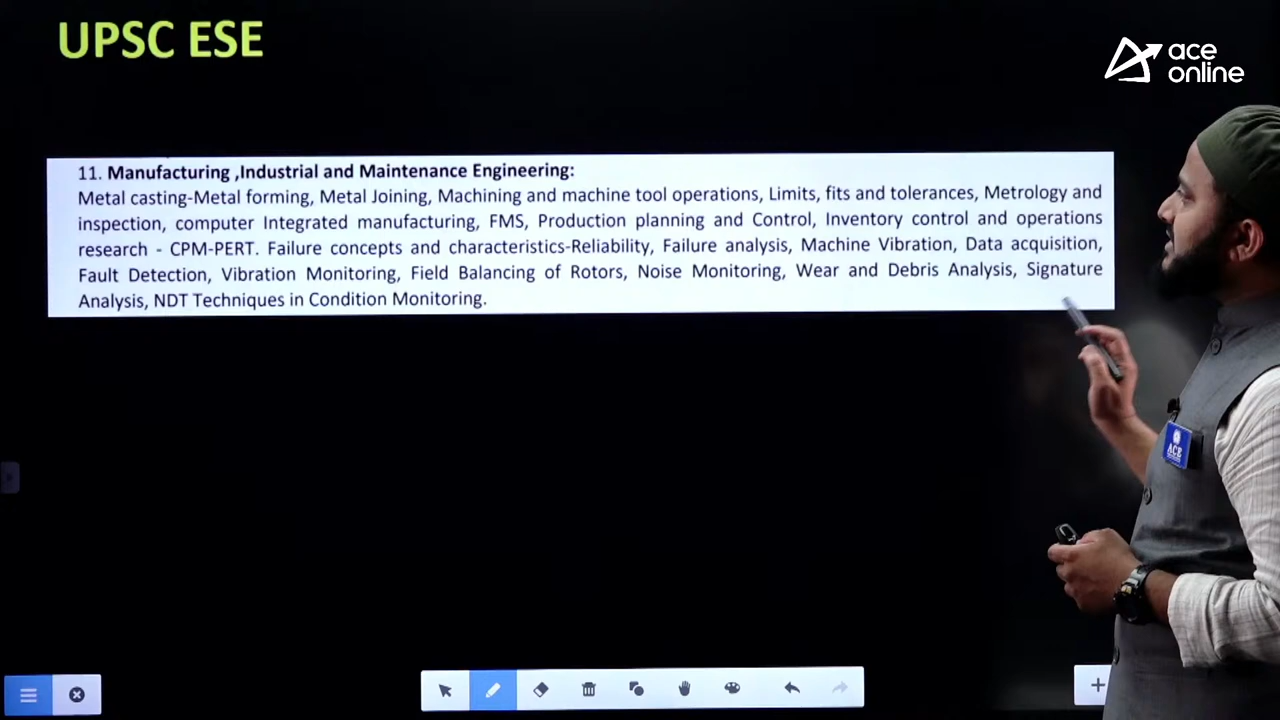 UPSC ESE
ace
online
11. Manufacturing ,Industrial and Maintenance Engineering:
Metal casting-Metal forming, Metal Joining, Machining and machine tool operations, Limits, fits and tolerances, Metrology and
inspection, computer Integrated manufacturing, FMS, Production planning and Control, Inventory control and operations
research - CPM-PERT. Failure concepts and characteristics-Reliability, Failure analysis, Machine Vibration, Data acquisition,
Fault Detection, Vibration Monitoring, Field Balancing of Rotors, Noise Monitoring, Wear and Debris Analysis, Signature
Analysis, NDT Techniques in Condition Monitoring.
ACE